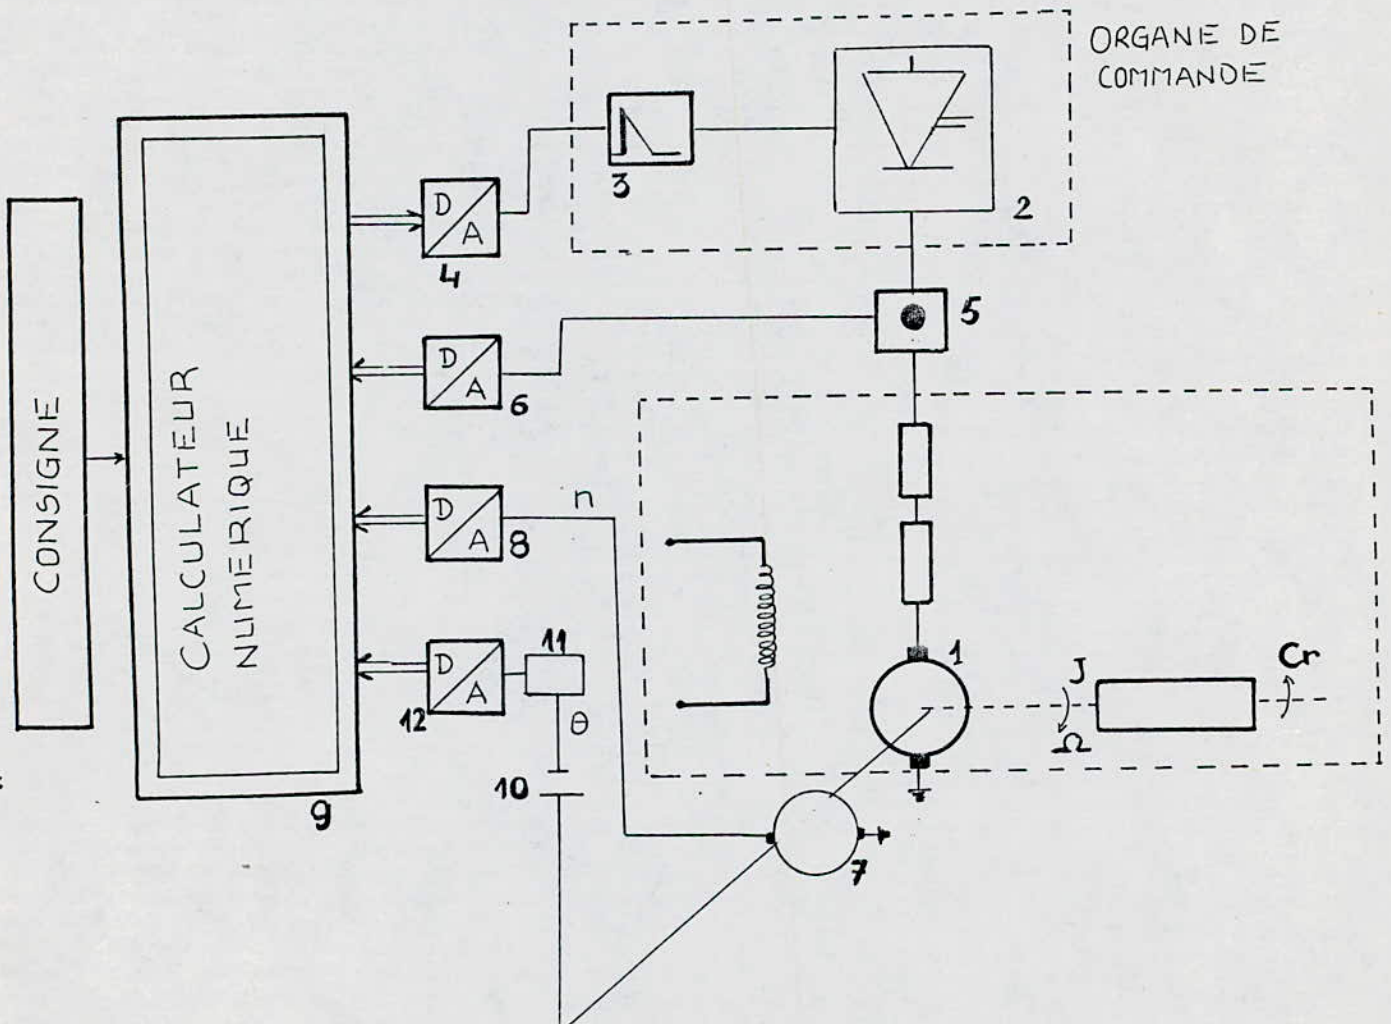 ORGANE DE
COMMANDE
D
A
3
2
4
5
D
A
6
CONSIGNE
CALCULATEUR
NUMERIQUE
n
D
A
8
11
1
J
Cr
D
A
12
θ
Ω
10
9
7